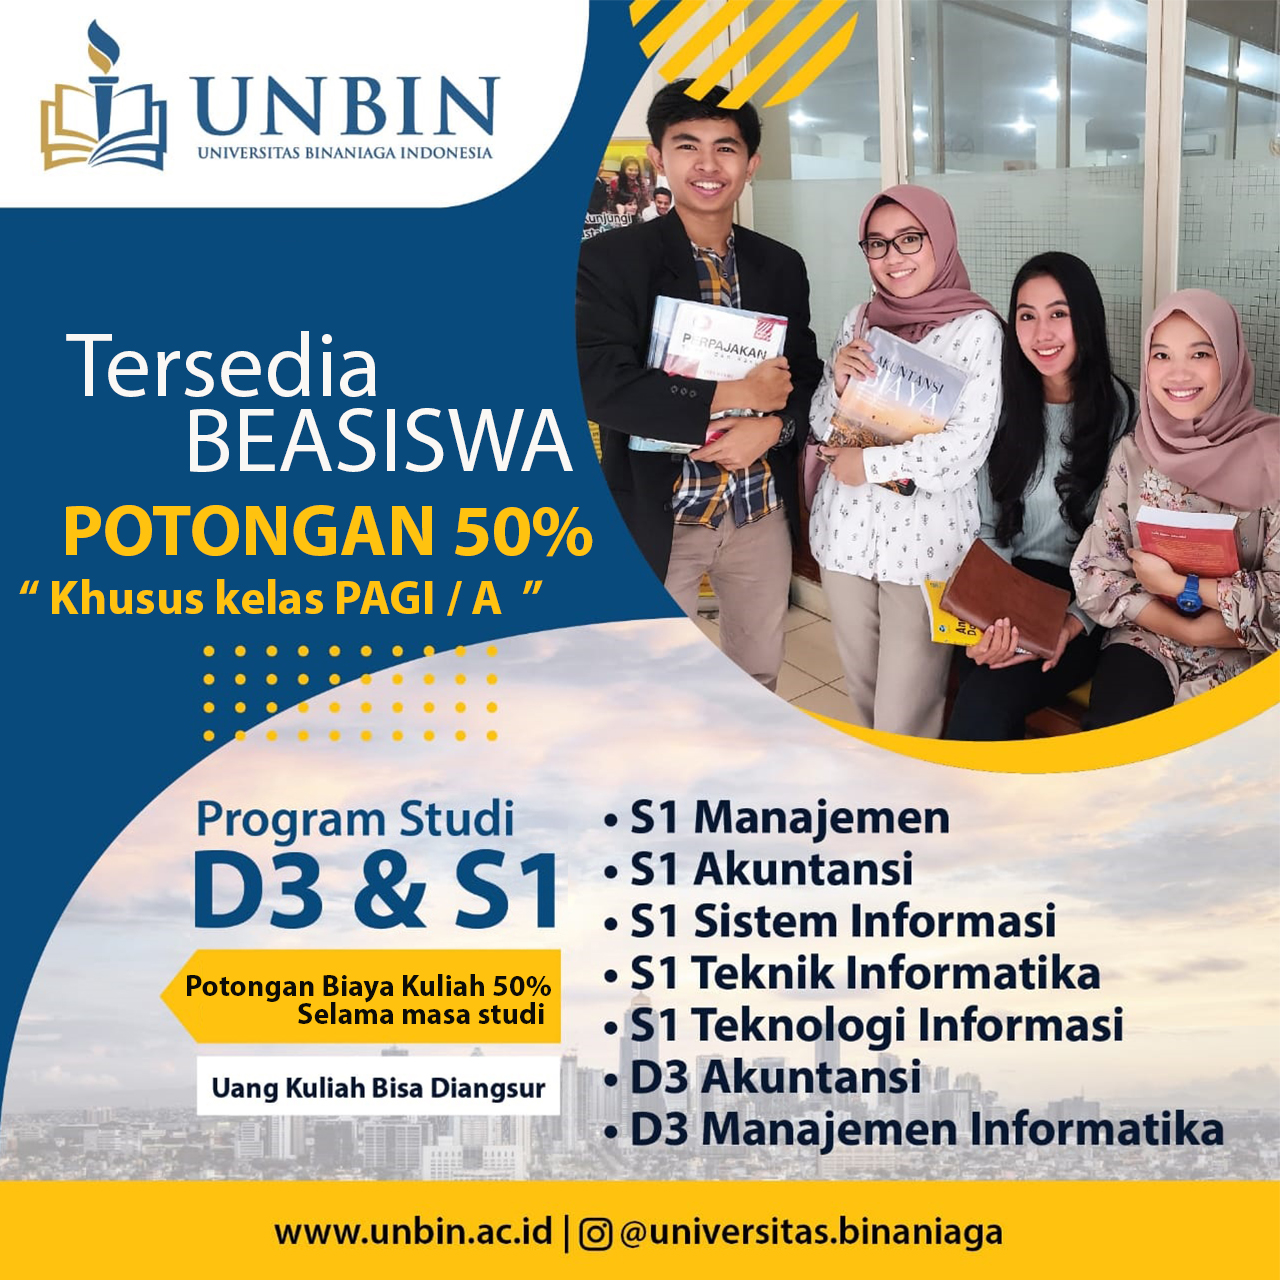 UNBIN
UNIVERSITAS BINANIAGA INDONESIA
Tersedia
BEASISWA
POTONGAN 50%
“ Khusus kelas PAGI / A ”
PERPAJAKAN
AKUNTANSI
BIAYA
Program Studi
D3 & S1
Potongan Biaya Kuliah 50%
Selama masa studi
Uang Kuliah Bisa Diangsur
• S1 Manajemen
• S1 Akuntansi
• S1 Sistem Informasi
• S1 Teknik Informatika
• S1 Teknologi Informasi
• D3 Akuntansi
• D3 Manajemen Informatika
www.unbin.ac.id | @universitas.binaniaga